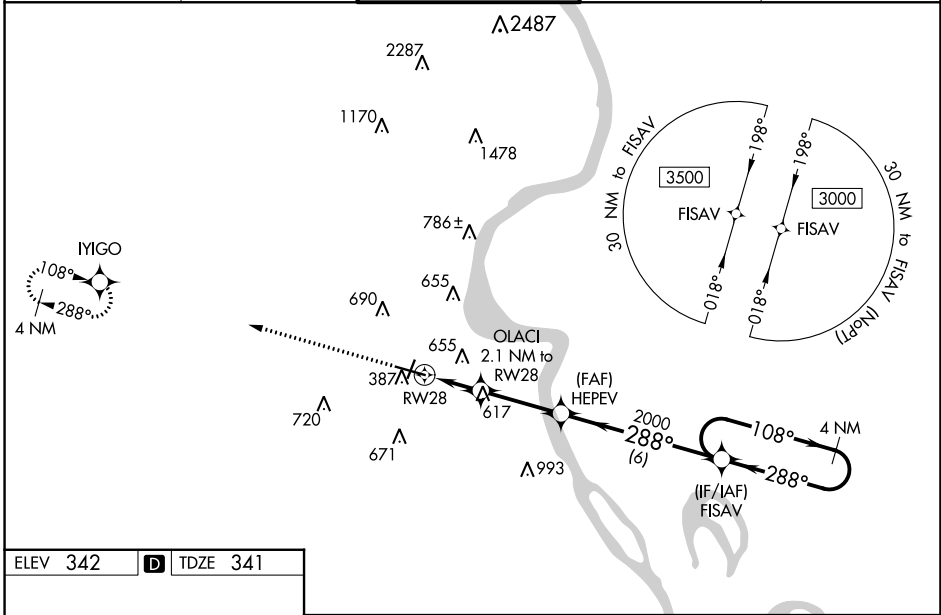 2487
2287
1170
1478
30 NM to FISAV
198°
198°
3500
3000
FISAV
FISAV
30 NM to FISAV (NoPT)
018°
018°
786±
IYIGO
108°
288°
4 NM
655
690
OLACI
2.1 NM to
RW28
655
387
RW28
617
(FAF)
HEPEV
2000
288°
(6)
108°
4 NM
288°
(IF/IAF)
FISAV
720
671
993
ELEV 342
D
TDZE 341